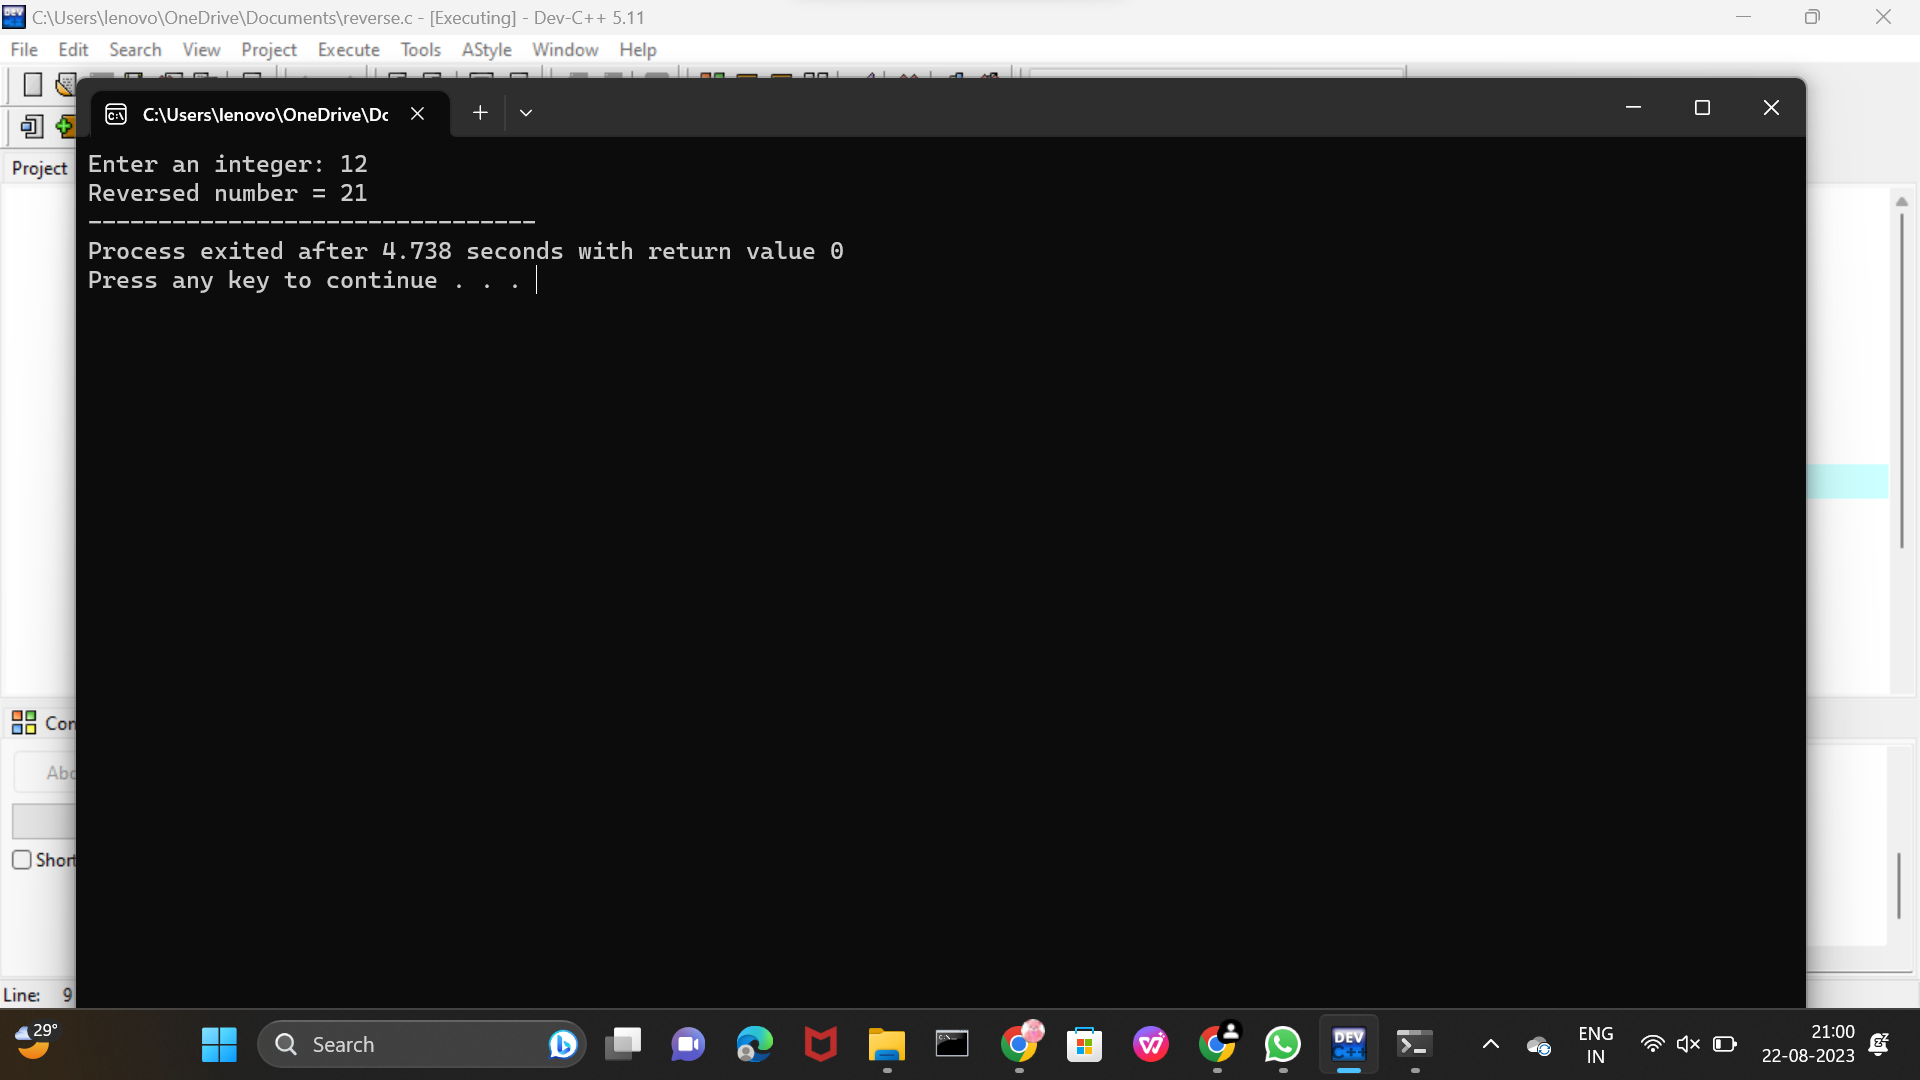 C:\Users\lenovo\OneDrive\Documents\reverse.c - [Executing] - Dev-C++ 5.11
File Edit Search View Project Execute Tools AStyle Window Help
C:\Users\lenovo\OneDrive\Dc
Project
Enter an integer: 12
Reversed number = 21
--------------------------------
Process exited after 4.738 seconds with return value 0
Press any key to continue . . .
Con
Abo
Short
Line: 9
29°
Search
DEV C++
ENG
IN
21:00
22-08-2023